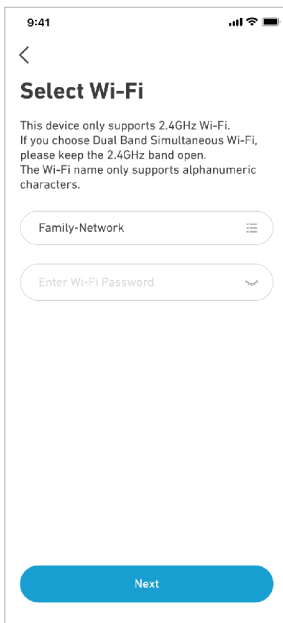 9:41
Select Wi-Fi
This device only supports 2.4GHz Wi-Fi.
If you choose Dual Band Simultaneous Wi-Fi,
please keep the 2.4GHz band open.
The Wi-Fi name only supports alphanumeric
characters.
Family-Network
Enter Wi-Fi Password
Next